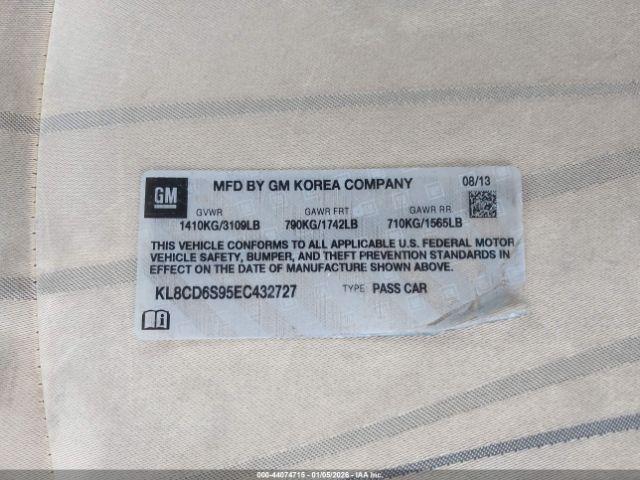 GM
MFD BY GM KOREA COMPANY 08/13
GVWR GAWR FRT GAWR RR
1410KG/3109LB 790KG/1742LB 710KG/1565LB
THIS VEHICLE CONFORMS TO ALL APPLICABLE U.S. FEDERAL MOTOR
VEHICLE SAFETY, BUMPER, AND THEFT PREVENTION STANDARDS IN
EFFECT ON THE DATE OF MANUFACTURE SHOWN ABOVE.
KL8CD6S95EC432727 TYPE PASS CAR
000-44074715 - 01/05/2026 - IAA Inc.